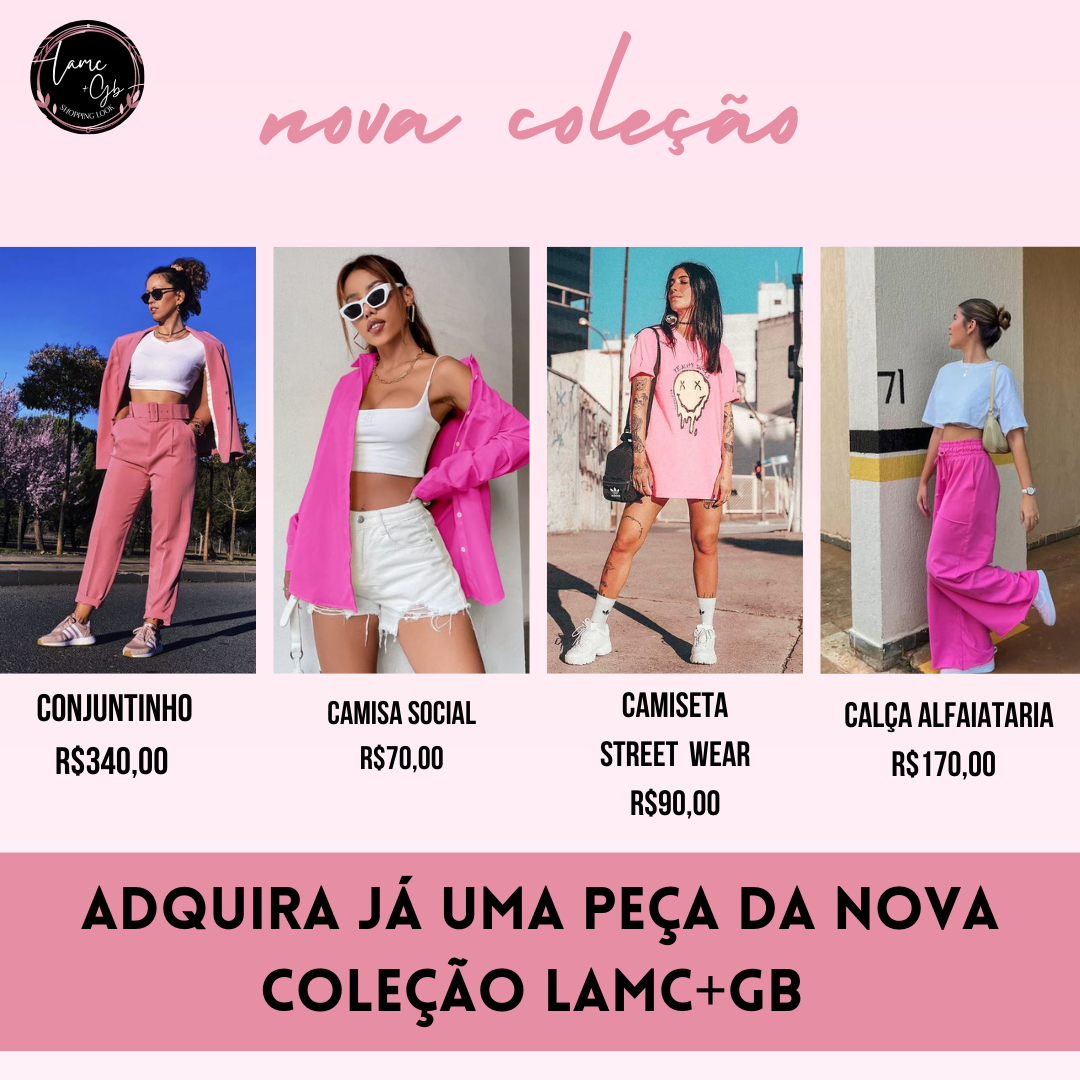 lamc
+Gb
SHOPPING LOOK
nova coleção
71
CONJUNTINHO
R$340,00
CAMISA SOCIAL
R$70,00
CAMISETA
STREET WEAR
R$90,00
CALÇA ALFAIATARIA
R$170,00
ADQUIRA JÁ UMA PEÇA DA NOVA
COLEÇÃO LAMC+GB